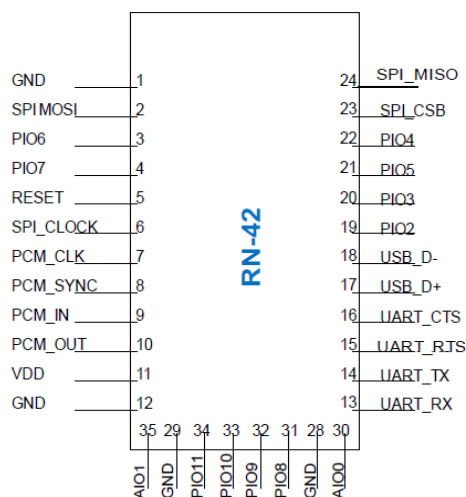 GND 1 24 SPI_MISO
SPIMOSI 2 23 SPI_CSB
PIO6 3 22 PIO4
PIO7 4 21 PIO5
RESET 5 20 PIO3
SPI_CLOCK 6 19 PIO2
PCM_CLK 7 18 USB_D-
PCM_SYNC 8 17 USB_D+
PCM_IN 9 16 UART_CTS
PCM_OUT 10 15 UART_RTS
VDD 11 14 UART_TX
GND 12 13 UART_RX
RN-42
35 29 34 33 32 31 28 30
AIO1
GND
PIO11
PIO10
PIO9
PIO8
GND
AIO0